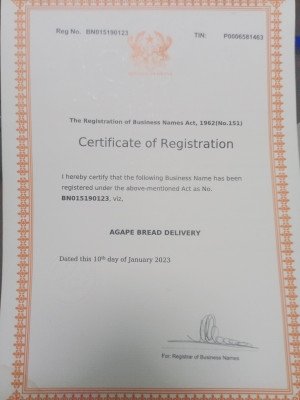 Reg No. BN015190123 TIN: P0006581463
The Registration of Business Names Act, 1962(No.151)
Certificate of Registration
I hereby certify that the following Business Name has been
registered under the above-mentioned Act as No.
BN015190123, viz.
AGAPE BREAD DELIVERY
Dated this 10th day of January 2023
For: Registrar of Business Names